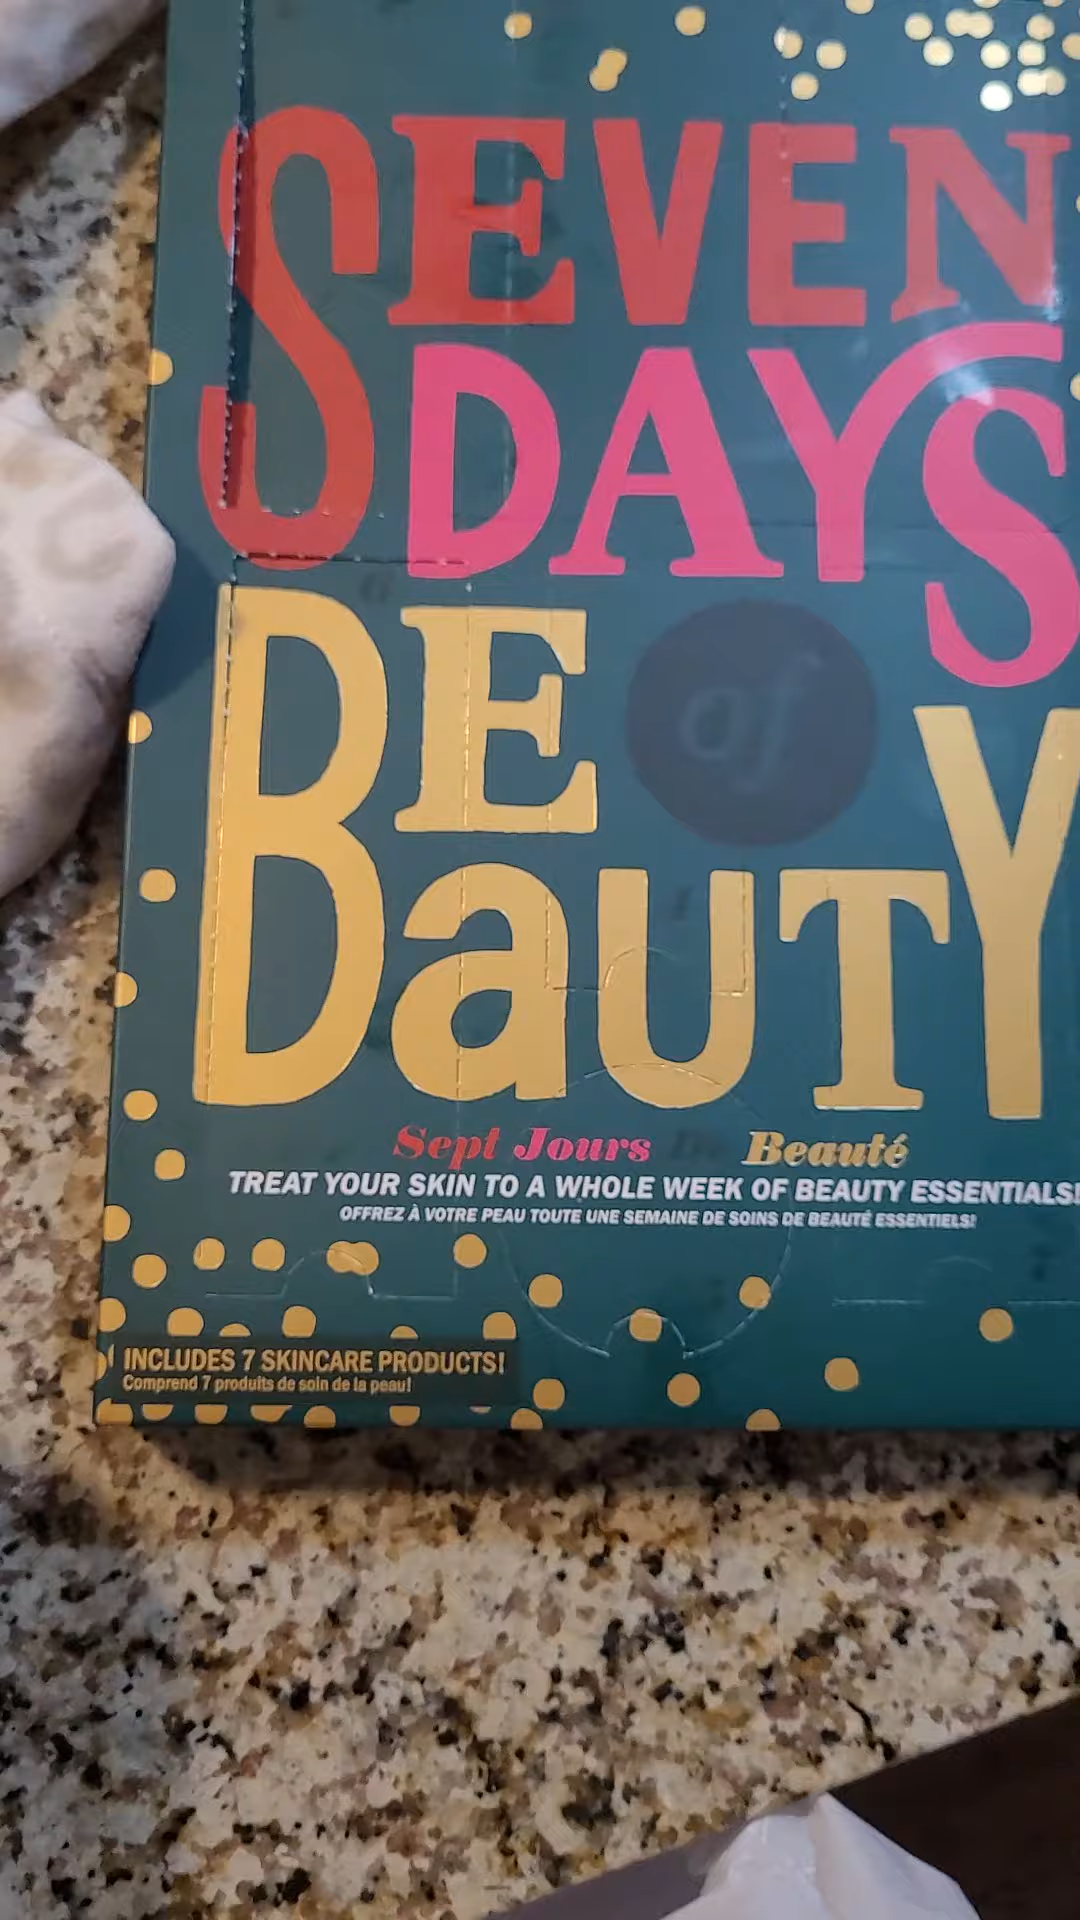 SEVEN
DAYS
of
BEaUTY
Sept Jours De Beauté
TREAT YOUR SKIN TO A WHOLE WEEK OF BEAUTY ESSENTIALS!
OFFREZ À VOTRE PEAU TOUTE UNE SEMAINE DE SOINS DE BEAUTÉ ESSENTIELS!
INCLUDES 7 SKINCARE PRODUCTS!
Comprend 7 produits de soin de la peau!